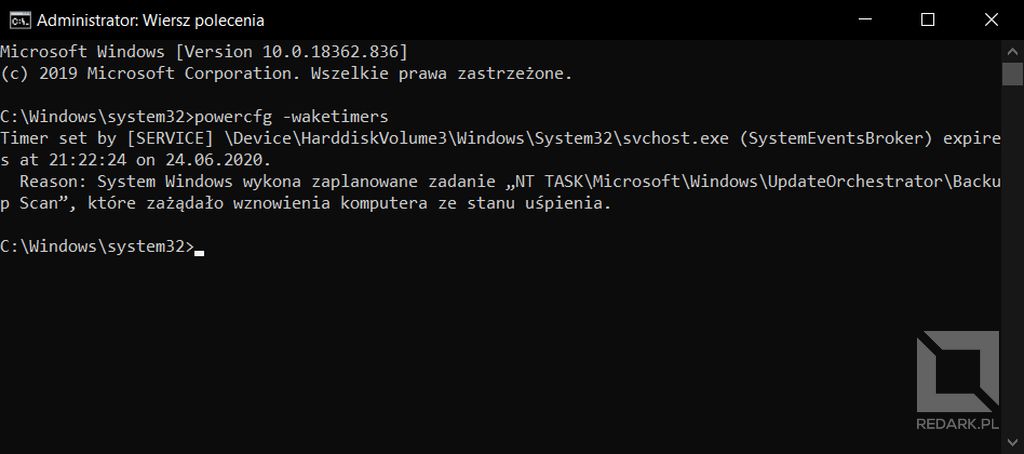 Administrator: Wiersz polecenia
Microsoft Windows [Version 10.0.18362.836]
(c) 2019 Microsoft Corporation. Wszelkie prawa zastrzeżone.
C:\Windows\system32>powercfg -waketimers
Timer set by [SERVICE] \Device\HarddiskVolume3\Windows\System32\svchost.exe (SystemEventsBroker) expire
s at 21:22:24 on 24.06.2020.
Reason: System Windows wykona zaplanowane zadanie „NT TASK\Microsoft\Windows\UpdateOrchestrator\Backu
p Scan”, które zażądało wznowienia komputera ze stanu uśpienia.
C:\Windows\system32>
REDARK.PL